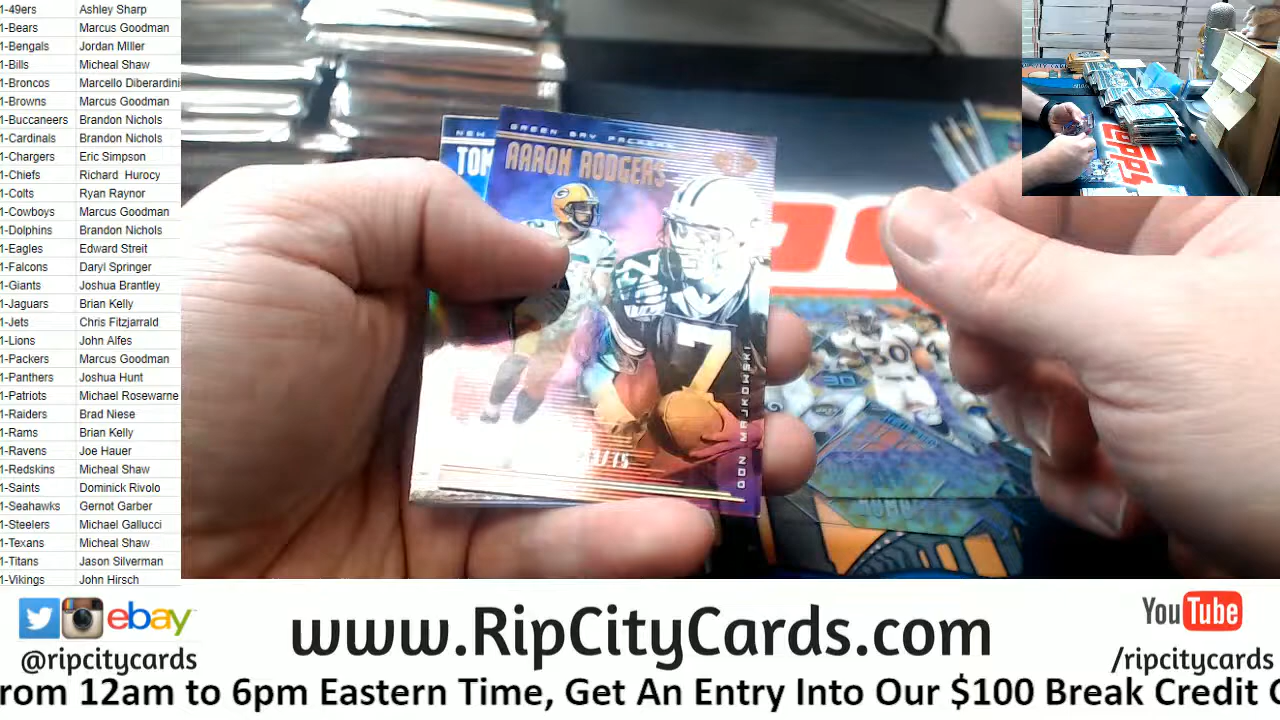 1-49ers Ashley Sharp
1-Bears Marcus Goodman
1-Bengals Jordan Miller
1-Bills Micheal Shaw
1-Broncos Marcello Diberardini
1-Browns Marcus Goodman
1-Buccaneers Brandon Nichols
1-Cardinals Brandon Nichols
1-Chargers Eric Simpson
1-Chiefs Richard Hurocy
1-Colts Ryan Raynor
1-Cowboys Marcus Goodman
1-Dolphins Brandon Nichols
1-Eagles Edward Streit
1-Falcons Daryl Springer
1-Giants Joshua Brantley
1-Jaguars Brian Kelly
1-Jets Chris Fitzjarrald
1-Lions John Alfes
1-Packers Marcus Goodman
1-Panthers Joshua Hunt
1-Patriots Michael Rosewarne
1-Raiders Brad Niese
1-Rams Brian Kelly
1-Ravens Joe Hauer
1-Redskins Micheal Shaw
1-Saints Dominick Rivolo
1-Seahawks Gernot Garber
1-Steelers Michael Gallucci
1-Texans Micheal Shaw
1-Titans Jason Silverman
1-Vikings John Hirsch
NEW
TOM
GREEN BAY PACKERS
AARON RODGERS
7
DON MAJKOWSKI
30
Topps
ebay
@ripcitycards
www.RipCityCards.com
YouTube
/ripcitycards
rom 12am to 6pm Eastern Time, Get An Entry Into Our $100 Break Credit